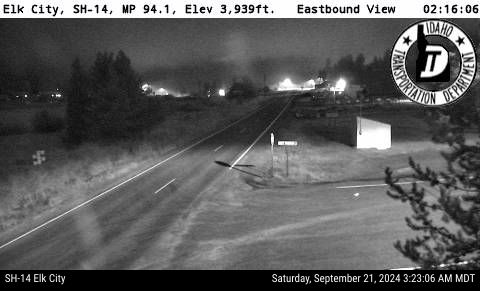 Elk City, SH-14, MP 94.1, Elev 3,939ft. Eastbound View 02:16:06
IDAHO
TRANSPORTATION DEPARTMENT
SH-14 Elk City Saturday, September 21, 2024 3:23:06 AM MDT